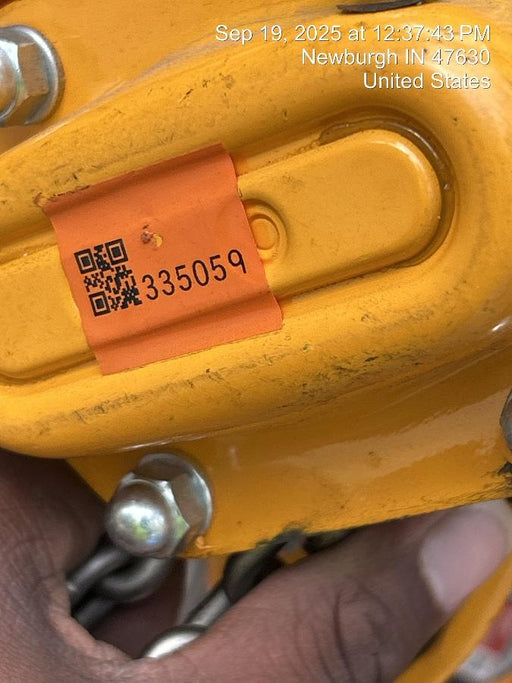 Sep 19, 2025 at 12:37:43 PM
Newburgh IN 47630
United States
335059